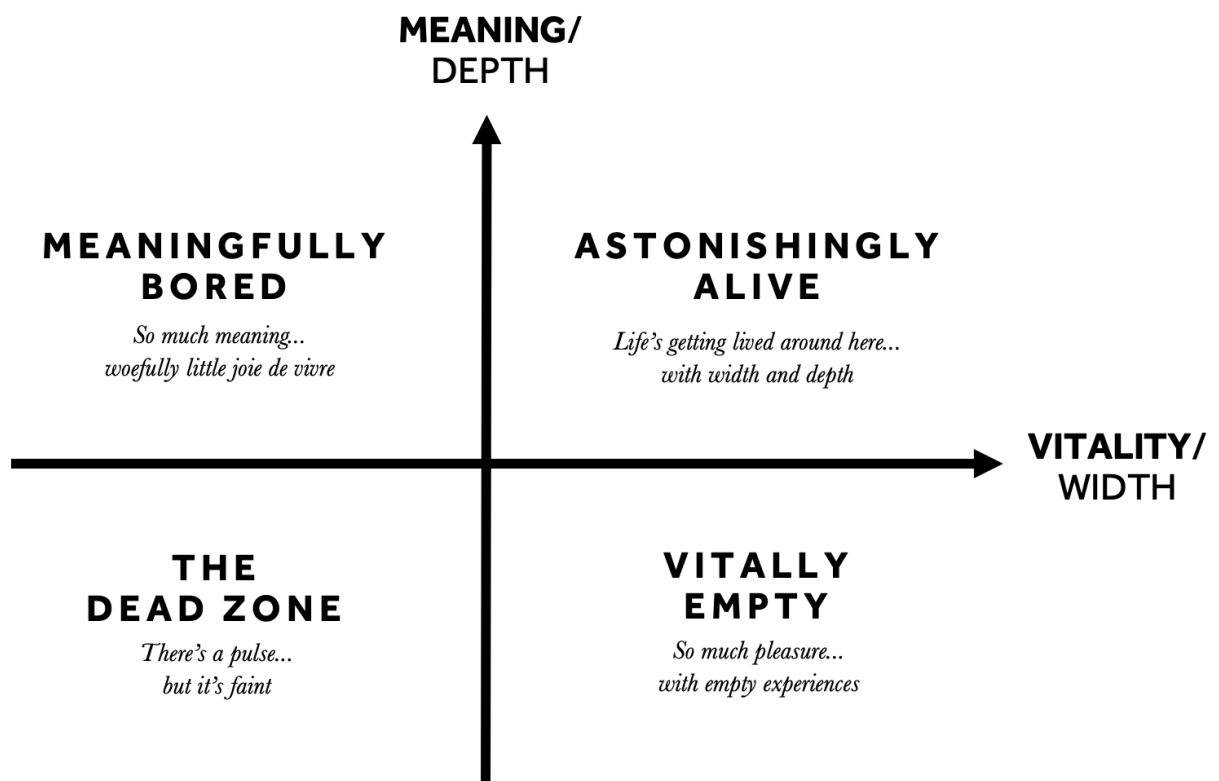 MEANING/
DEPTH
MEANINGFULLY
BORED
So much meaning...
woefully little joie de vivre
ASTONISHINGLY
ALIVE
Life’s getting lived around here...
with width and depth
VITALITY/
WIDTH
THE
DEAD ZONE
There’s a pulse...
but it’s faint
VITALLY
EMPTY
So much pleasure...
with empty experiences